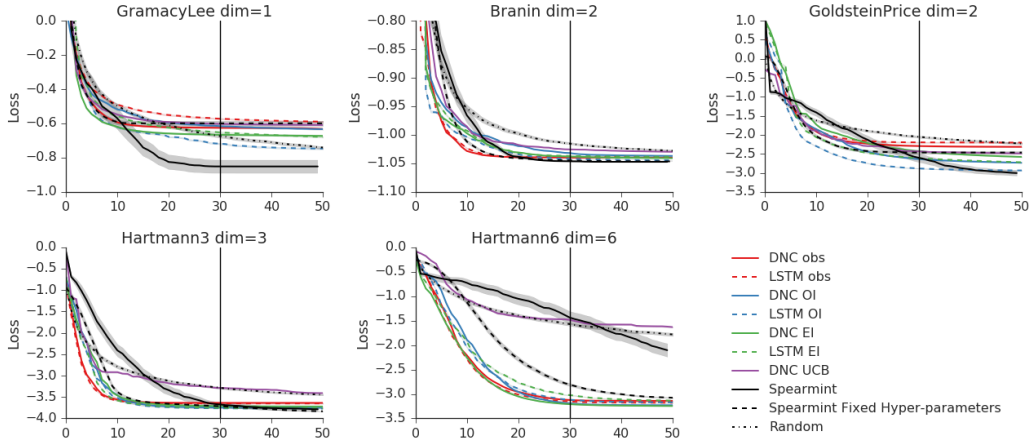 GramacyLee dim=1
Branin dim=2
GoldsteinPrice dim=2
Loss
0.0
−0.2
−0.4
−0.6
−0.8
−1.0
0 10 20 30 40 50
Loss
−0.80
−0.85
−0.90
−0.95
−1.00
−1.05
−1.10
0 10 20 30 40 50
Loss
1.0
0.5
0.0
−0.5
−1.0
−1.5
−2.0
−2.5
−3.0
−3.5
0 10 20 30 40 50
Hartmann3 dim=3
Hartmann6 dim=6
Loss
0.0
−0.5
−1.0
−1.5
−2.0
−2.5
−3.0
−3.5
−4.0
0 10 20 30 40 50
Loss
0.0
−0.5
−1.0
−1.5
−2.0
−2.5
−3.0
−3.5
0 10 20 30 40 50
DNC obs
LSTM obs
DNC OI
LSTM OI
DNC EI
LSTM EI
DNC UCB
Spearmint
Spearmint Fixed Hyper-parameters
Random